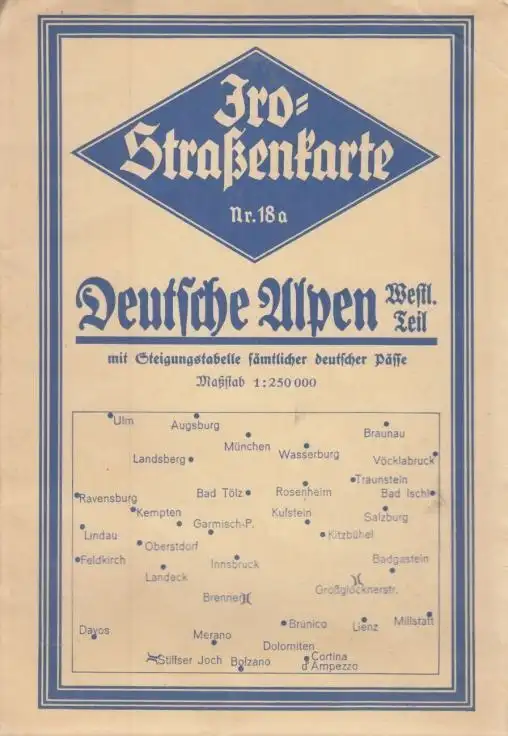 Iro-
Straßenkarte
Nr. 18a
Deutsche Alpen Westl. Teil
mit Steigungstabelle sämtlicher deutscher Pässe
Maßstab 1:250 000
Ulm
Augsburg
München
Wasserburg
Braunau
Landsberg
Vöcklabruck
Ravensburg
Bad Tölz
Rosenheim
Traunstein
Bad Ischl
Kempten
Garmisch-P.
Kufstein
Salzburg
Lindau
Oberstdorf
Kitzbühel
Feldkirch
Landeck
Innsbruck
Badgastein
Brenner
Großglocknerstr.
Davos
Merano
Brunico
Lienz
Millstatt
Stilfser Joch
Bolzano
Dolomiten
Cortina
d'Ampezzo